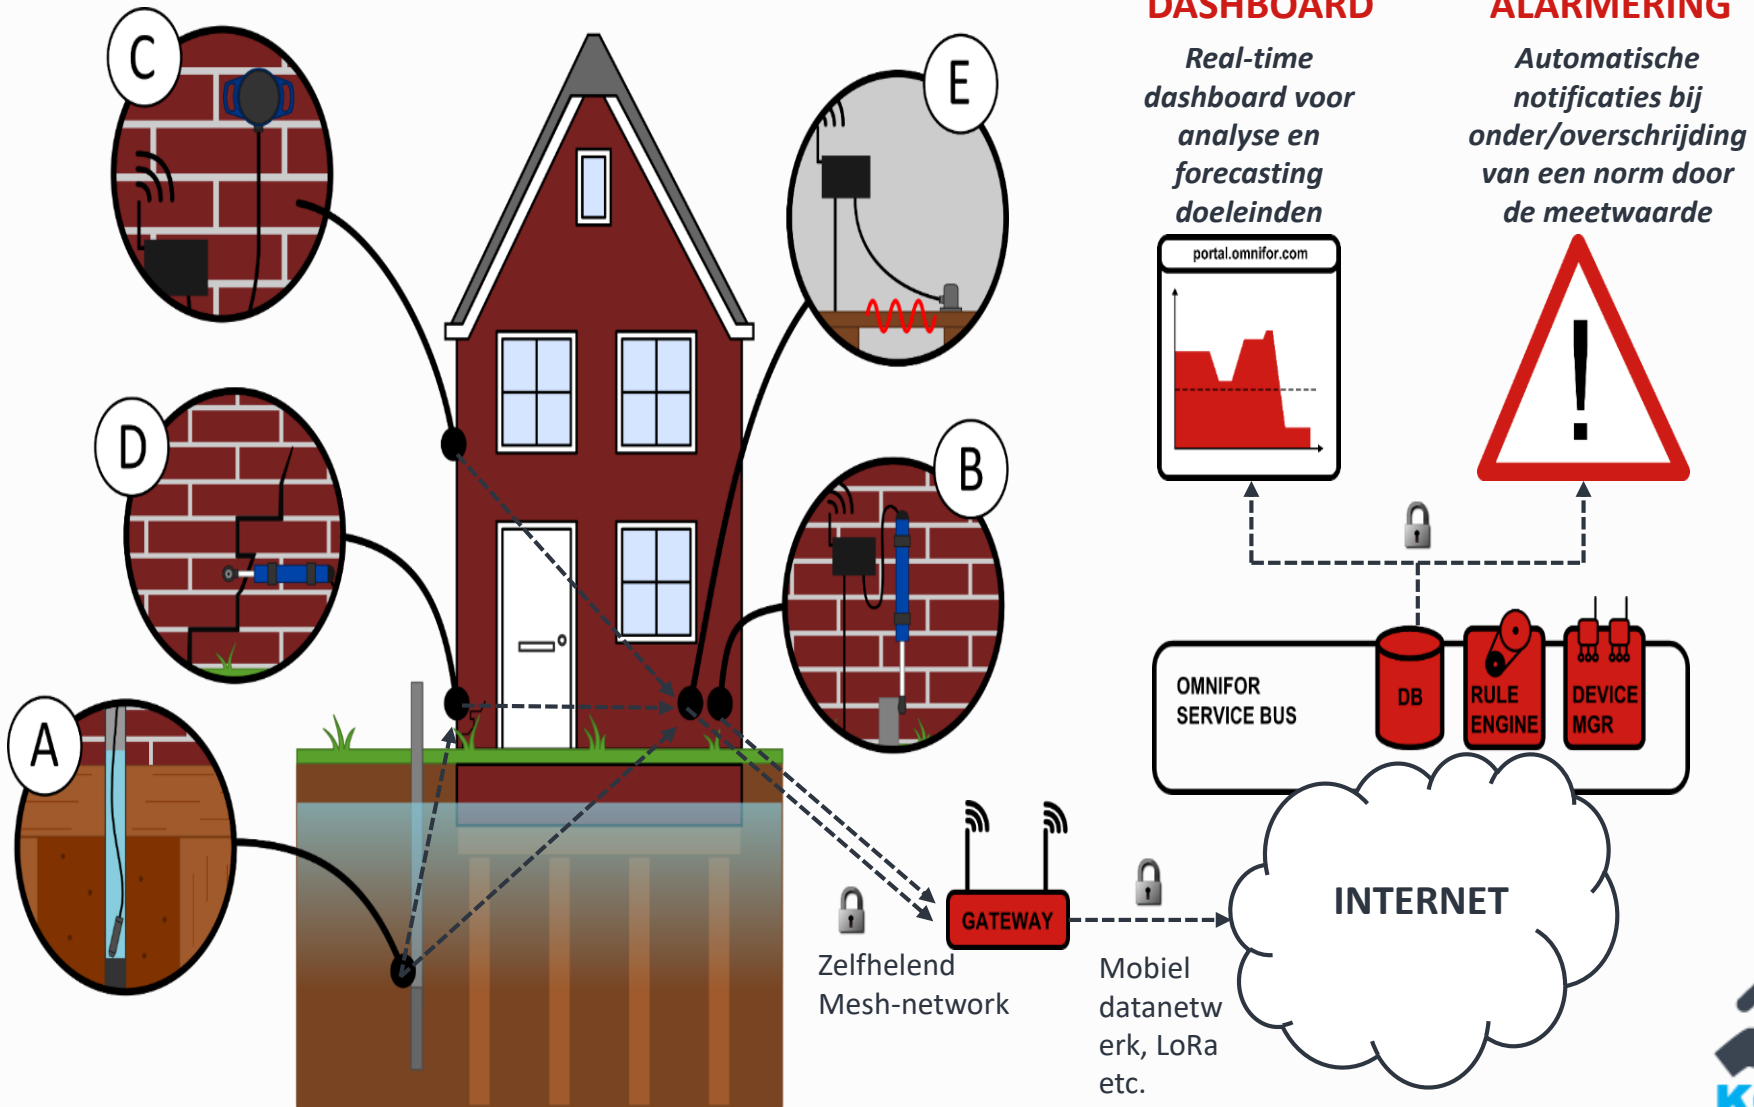 DASHBOARD
Real-time
dashboard voor
analyse en
forecasting
doeleinden
ALARMERING
Automatische
notificaties bij
onder/overschrijding
van een norm door
de meetwaarde
portal.omnifor.com
!
C
E
D
B
A
OMNIFOR
SERVICE BUS
DB
RULE
ENGINE
DEVICE
MGR
GATEWAY
INTERNET
Zelfhelend
Mesh-network
Mobiel
datanetw
erk, LoRa
etc.